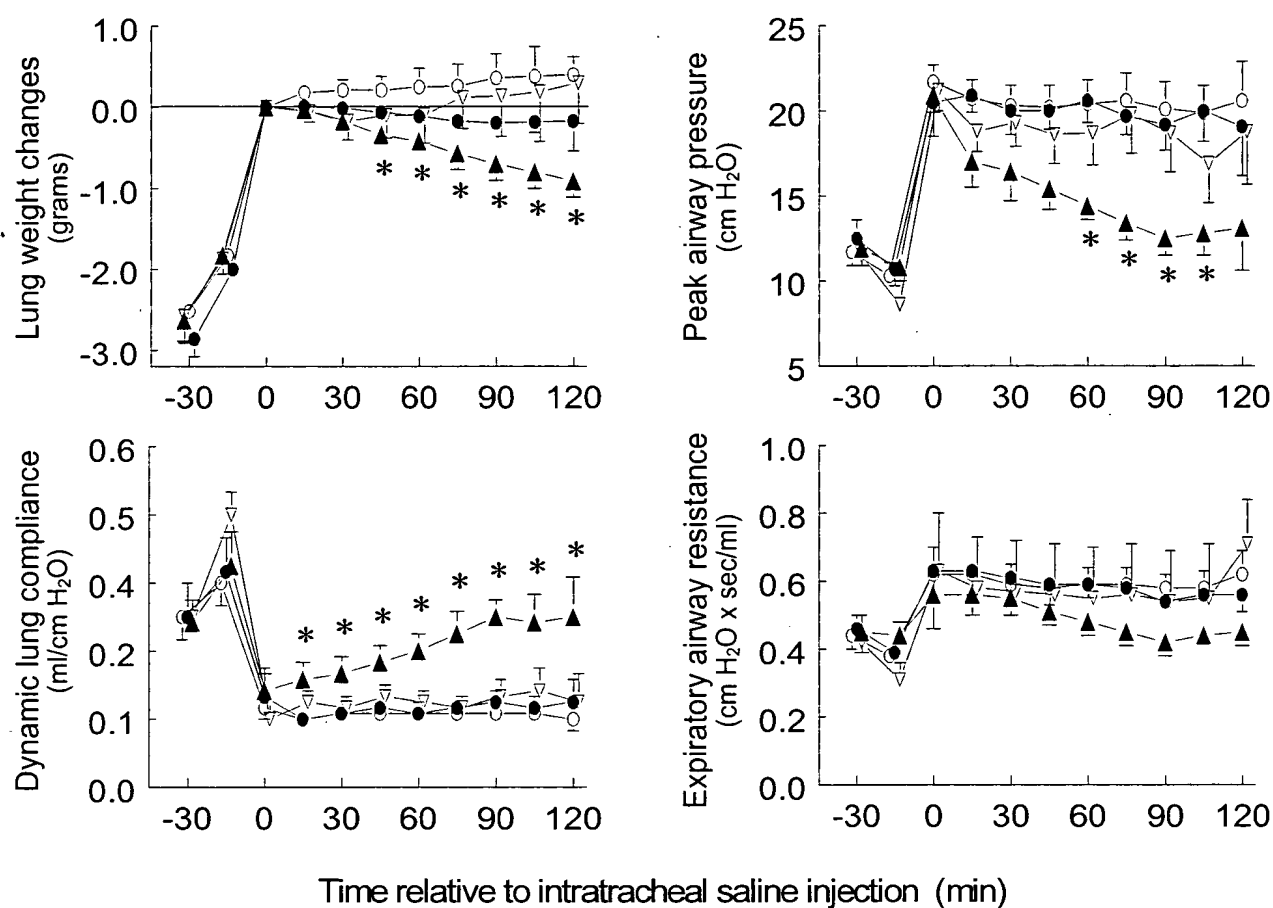 Lung weight changes
(grams)
1.0
0.0
-1.0
-2.0
-3.0
* * * * * *
-30 0 30 60 90 120
Peak airway pressure
(cm H₂O)
25
20
15
10
5
* * * *
-30 0 30 60 90 120
Dynamic lung compliance
(ml/cm H₂O)
0.6
0.5
0.4
0.2
0.1
0.0
* * * * * * * *
-30 0 30 60 90 120
Expiratory airway resistance
(cm H₂O x sec/ml)
1.0
0.8
0.6
0.4
0.2
0.0
-30 0 30 60 90 120
Time relative to intratracheal saline injection (min)